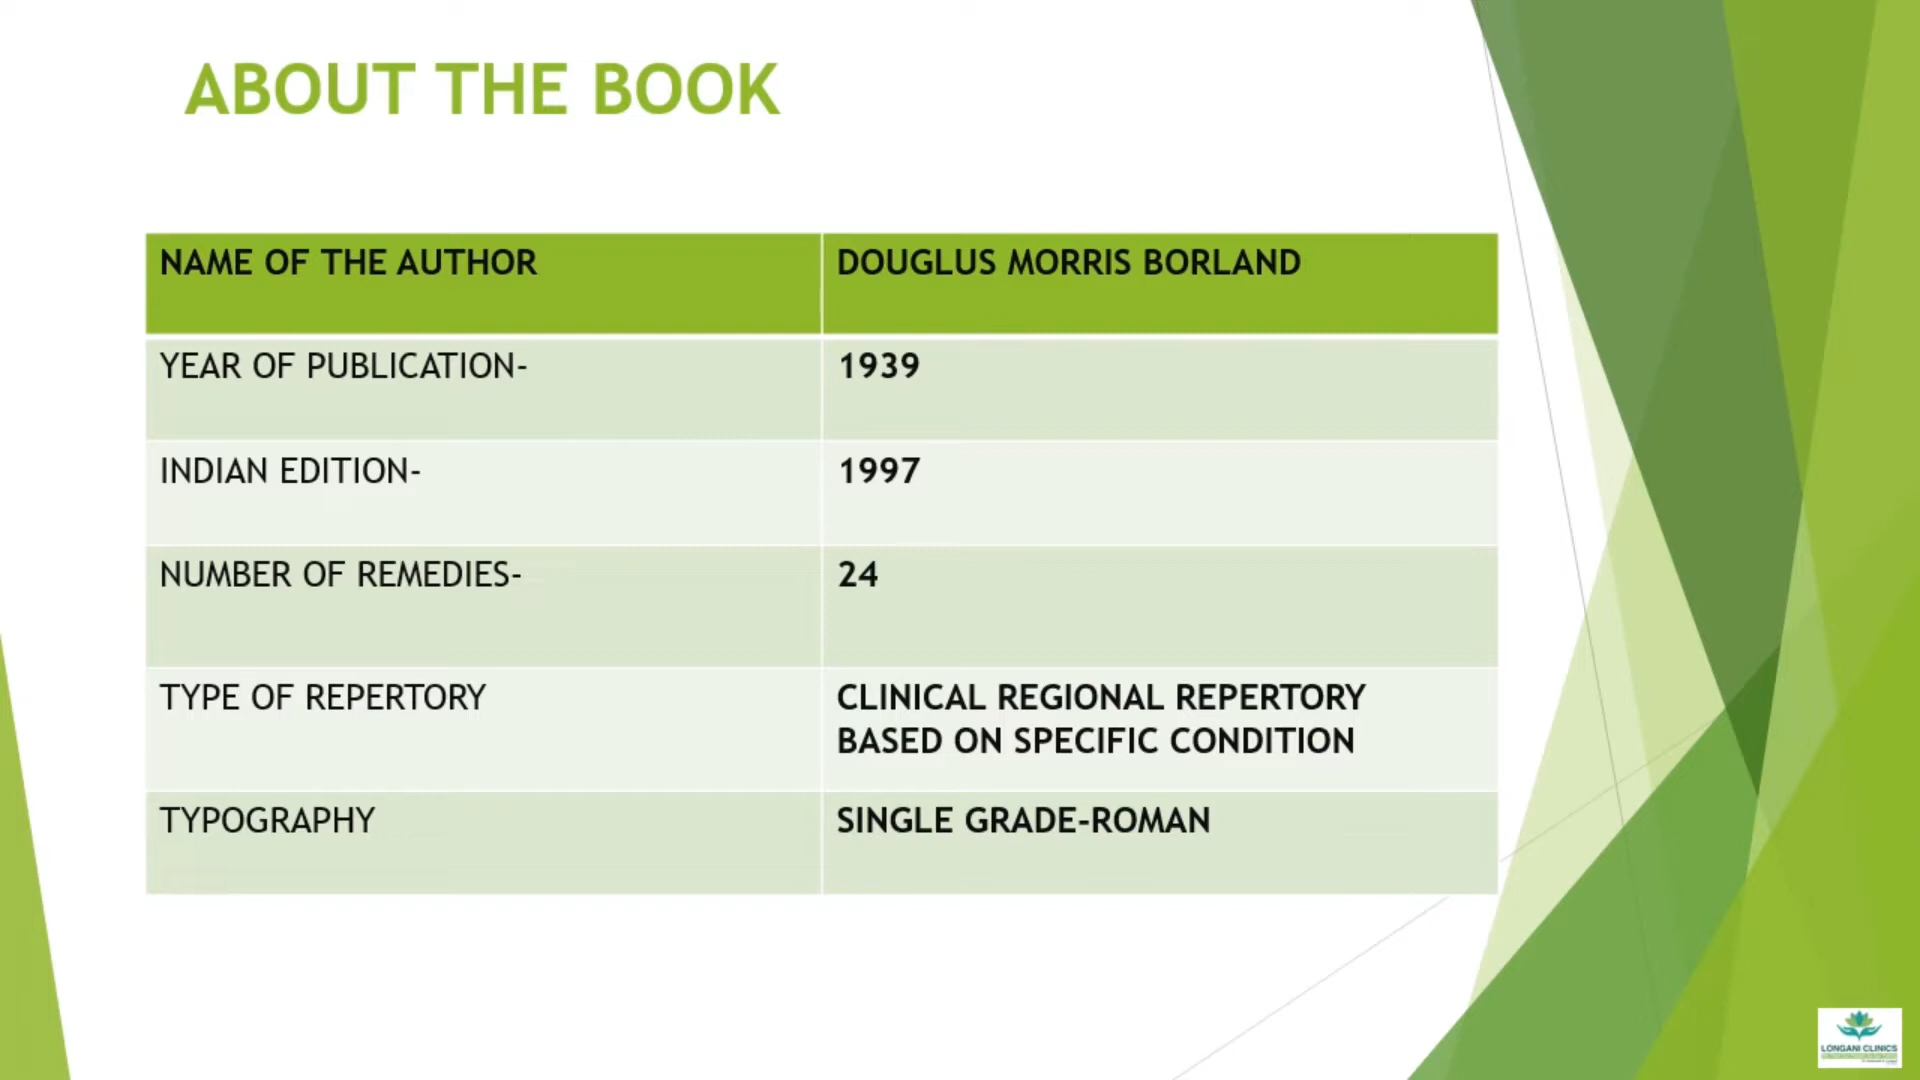 ABOUT THE BOOK
NAME OF THE AUTHOR
DOUGLUS MORRIS BORLAND
YEAR OF PUBLICATION-
1939
INDIAN EDITION-
1997
NUMBER OF REMEDIES-
24
TYPE OF REPERTORY
CLINICAL REGIONAL REPERTORY
BASED ON SPECIFIC CONDITION
TYPOGRAPHY
SINGLE GRADE-ROMAN
LONGANI CLINICS